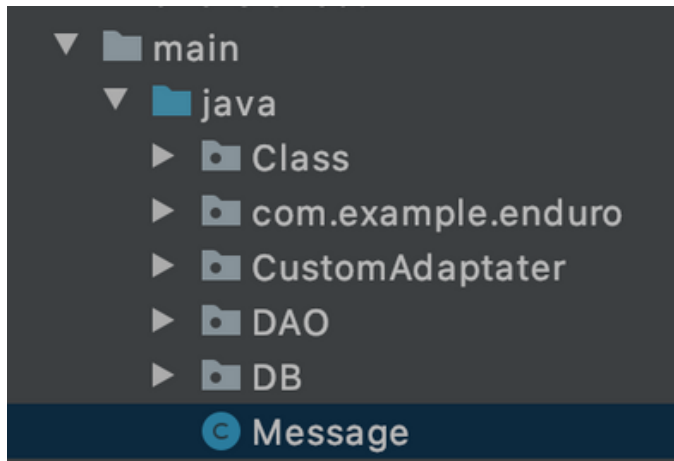 main
java
Class
com.example.enduro
CustomAdaptater
DAO
DB
C Message